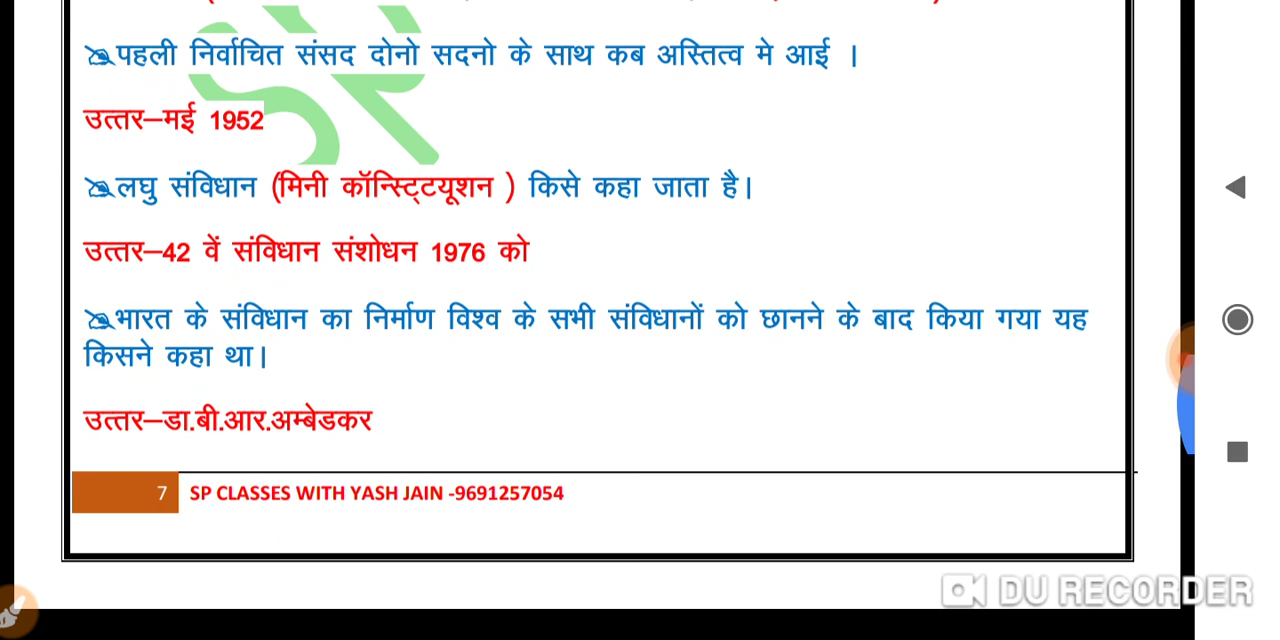 पहली निर्वाचित संसद दोनो सदनो के साथ कब अस्तित्व मे आई ।
उत्तर–मई 1952
लघु संविधान (मिनी कॉन्स्टि्टयूशन ) किसे कहा जाता है।
उत्तर–42 वें संविधान संशोधन 1976 को
भारत के संविधान का निर्माण विश्व के सभी संविधानों को छानने के बाद किया गया यह
किसने कहा था।
उत्तर–डा.बी.आर.अम्बेडकर
7 SP CLASSES WITH YASH JAIN -9691257054
DU RECORDER